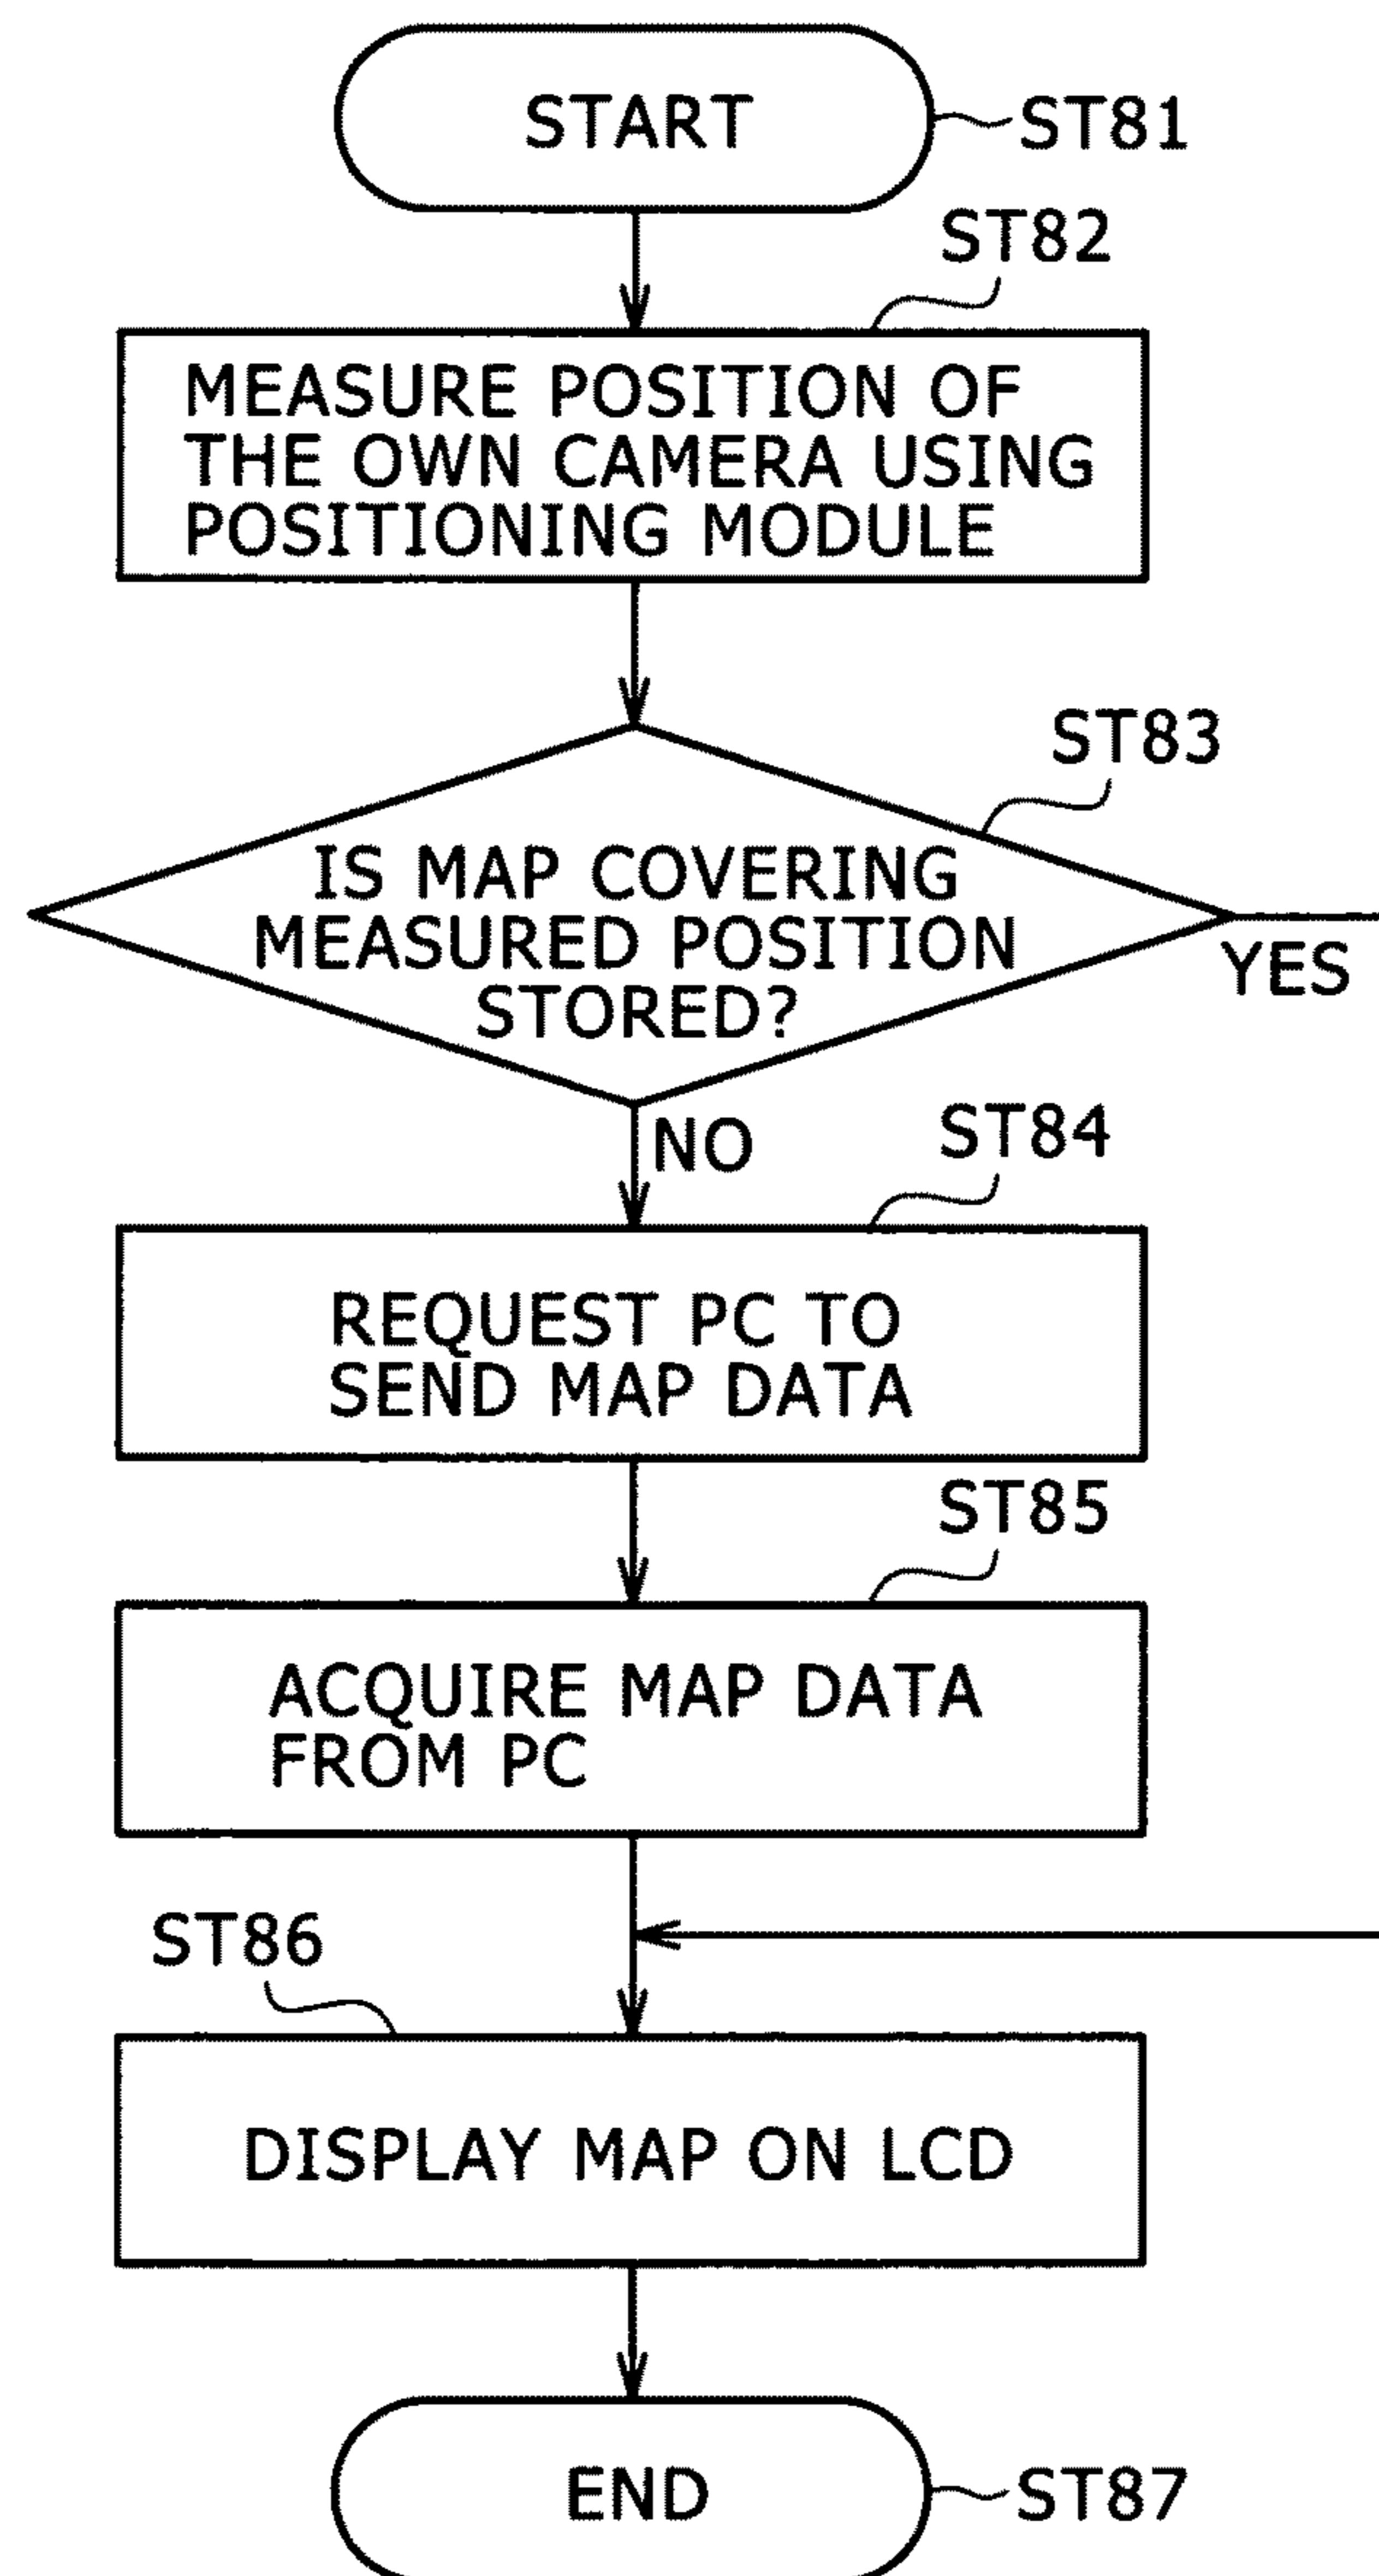 START
ST81
ST82
MEASURE POSITION OF
THE OWN CAMERA USING
POSITIONING MODULE
ST83
IS MAP COVERING
MEASURED POSITION
STORED?
YES
NO
ST84
REQUEST PC TO
SEND MAP DATA
ST85
ACQUIRE MAP DATA
FROM PC
ST86
DISPLAY MAP ON LCD
END
ST87